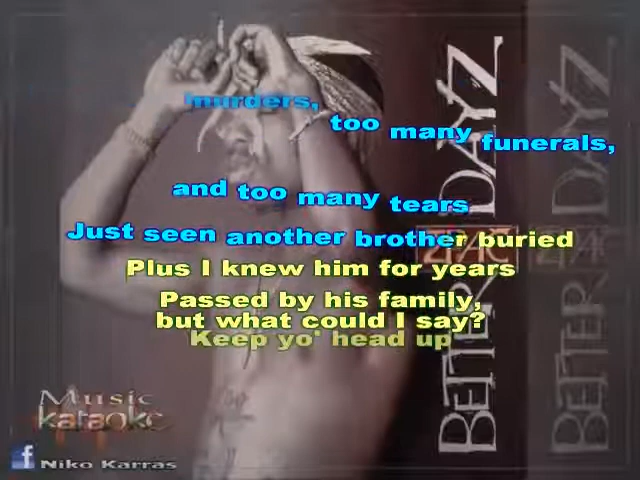 murders,
too many funerals,
and too many tears
Just seen another brother buried
Plus I knew him for years
Passed by his family,
but what could I say?
Keep yo' head up
BETTER DAYZ
2PAC
BETTER DAYZ
2PAC
Music
karaoke
f Niko Karras